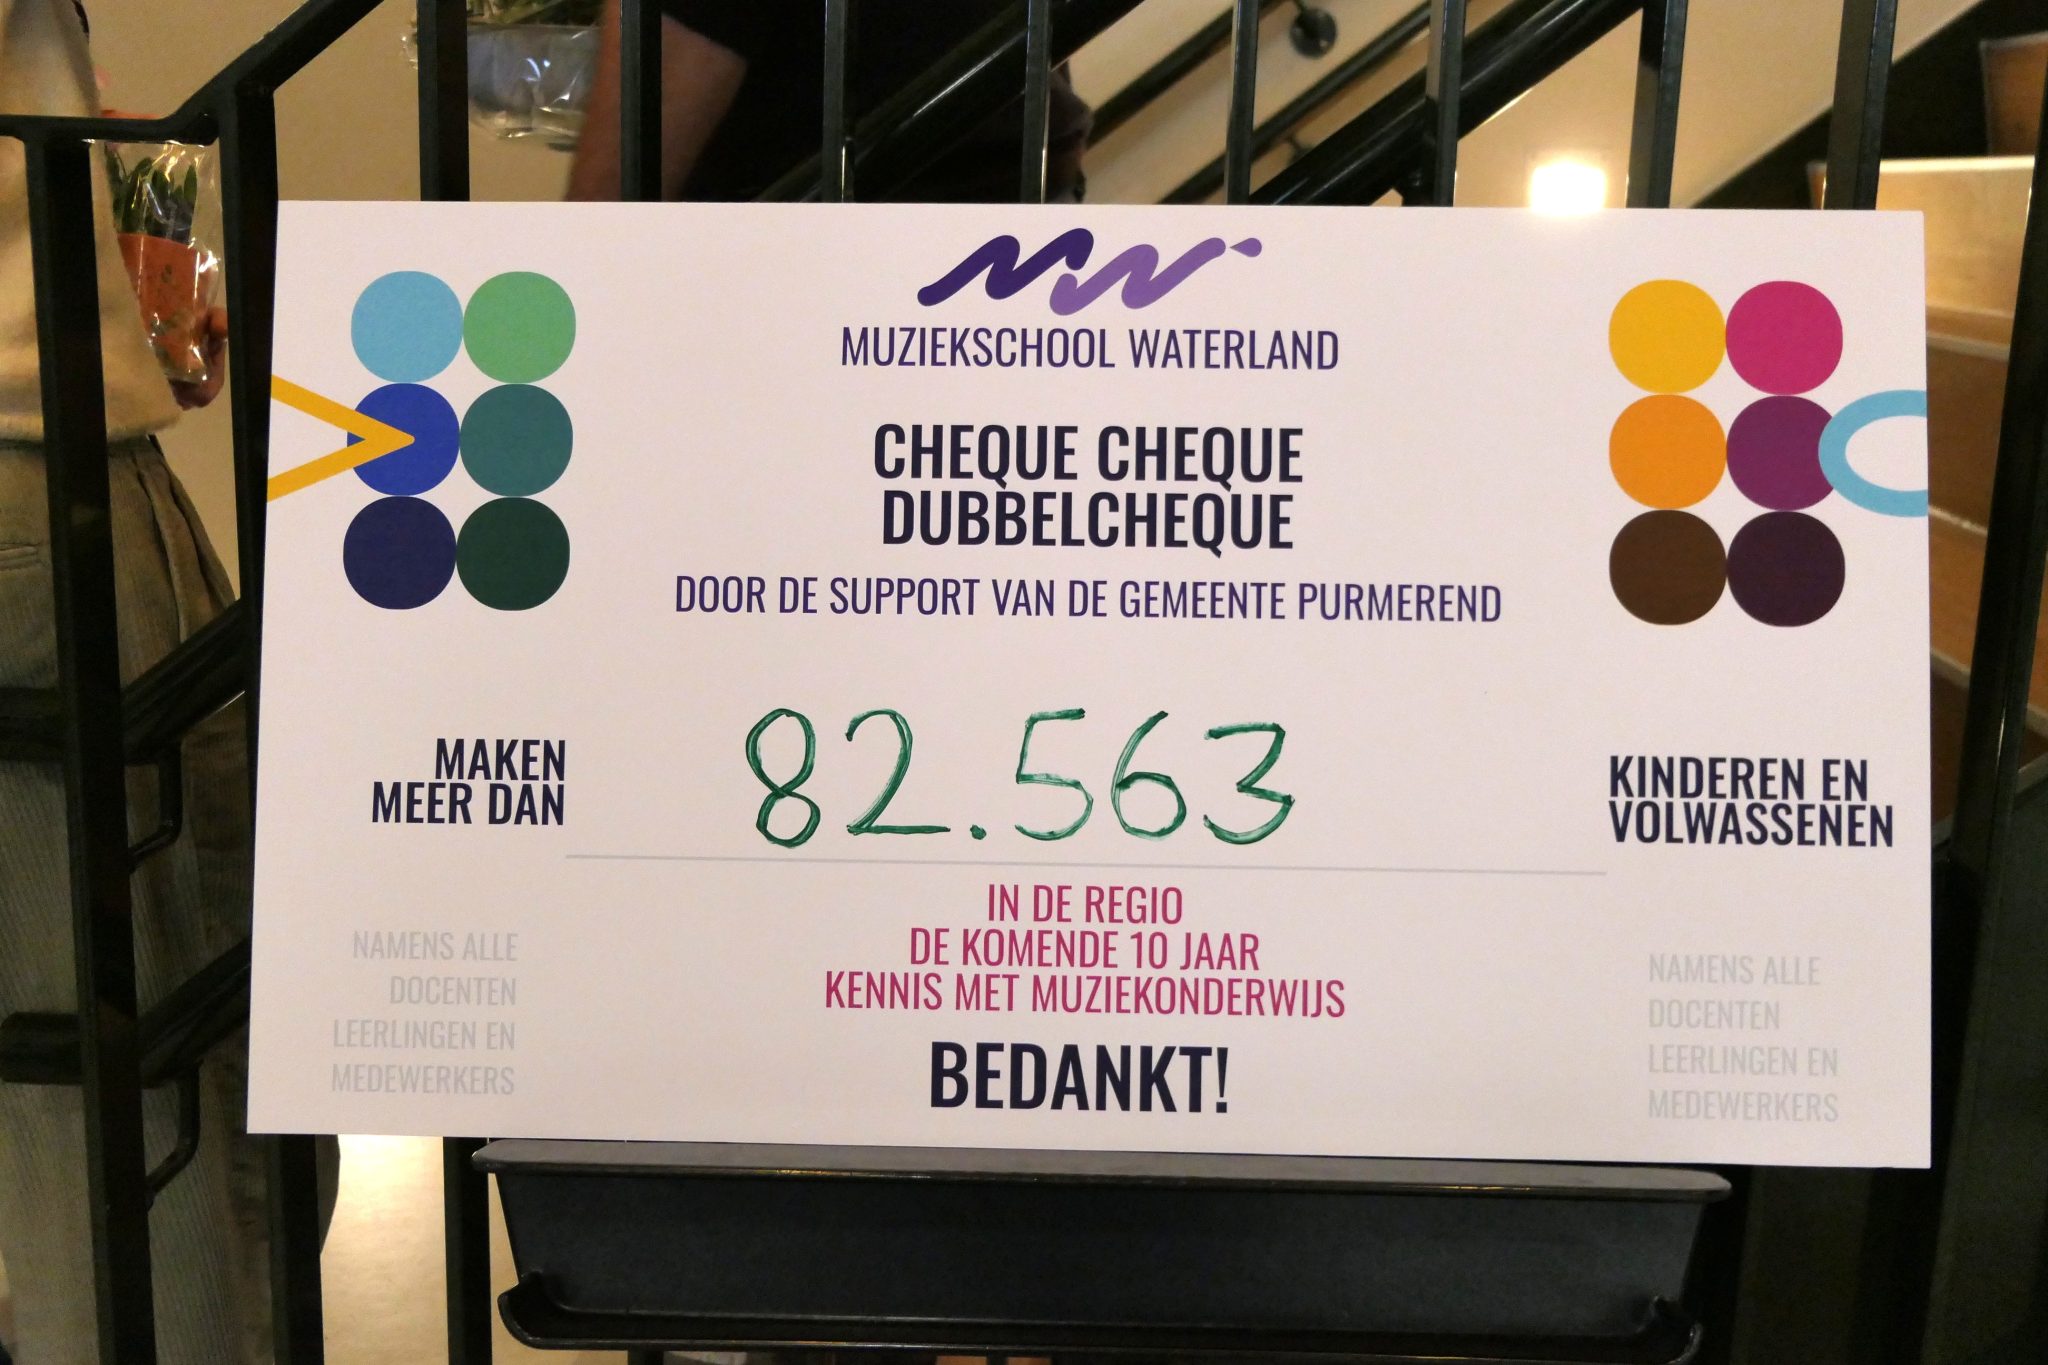 MUZIEKSCHOOL WATERLAND
CHEQUE CHEQUE
DUBBELCHEQUE
DOOR DE SUPPORT VAN DE GEMEENTE PURMEREND
MAKEN
MEER DAN
82.563
KINDEREN EN
VOLWASSENEN
IN DE REGIO
DE KOMENDE 10 JAAR
KENNIS MET MUZIEKONDERWIJS
BEDANKT!
NAMENS ALLE
DOCENTEN
LEERLINGEN EN
MEDEWERKERS
NAMENS ALLE
DOCENTEN
LEERLINGEN EN
MEDEWERKERS